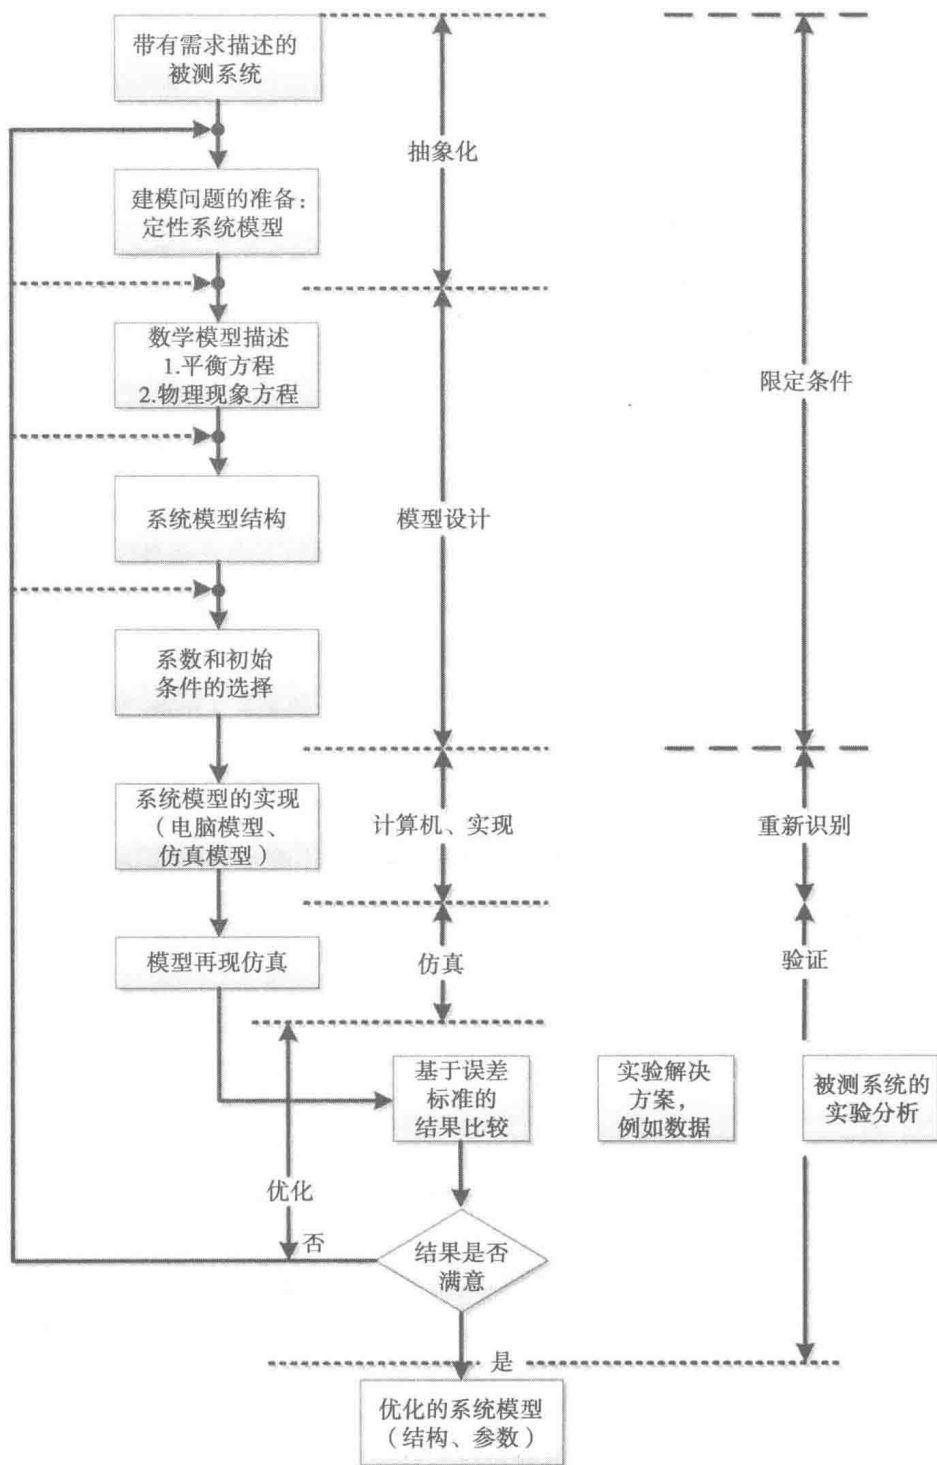 带有需求描述的
被测系统
抽象化
建模问题的准备：
定性系统模型
数学模型描述
1.平衡方程
2.物理现象方程
限定条件
系统模型结构
模型设计
系数和初始
条件的选择
系统模型的实现
（电脑模型、
仿真模型）
计算机、实现
重新识别
模型再现仿真
仿真
验证
基于误差
标准的
结果比较
实验解决
方案，
例如数据
被测系统的
实验分析
优化
否
结果是否
满意
是
优化的系统模型
（结构、参数）